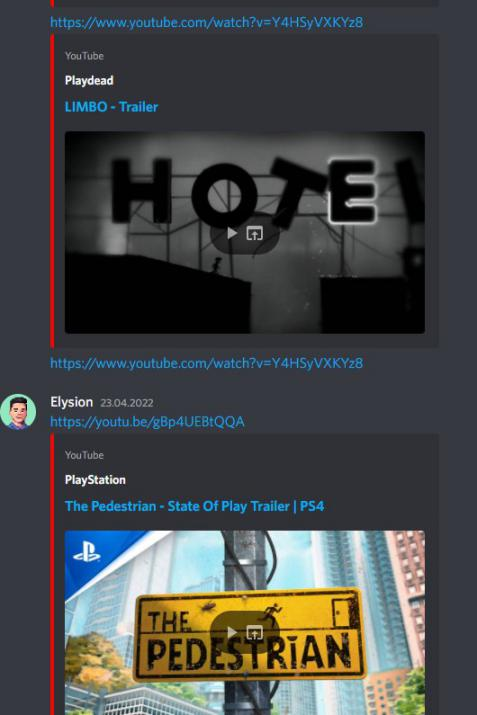 https://www.youtube.com/watch?v=Y4HSyVXKYz8
YouTube
Playdead
LIMBO - Trailer
HOTE
https://www.youtube.com/watch?v=Y4HSyVXKYz8
Elysion 23.04.2022
https://youtu.be/gBp4UEBtQQA
YouTube
PlayStation
The Pedestrian - State Of Play Trailer | PS4
THE
PEDESTRIAN